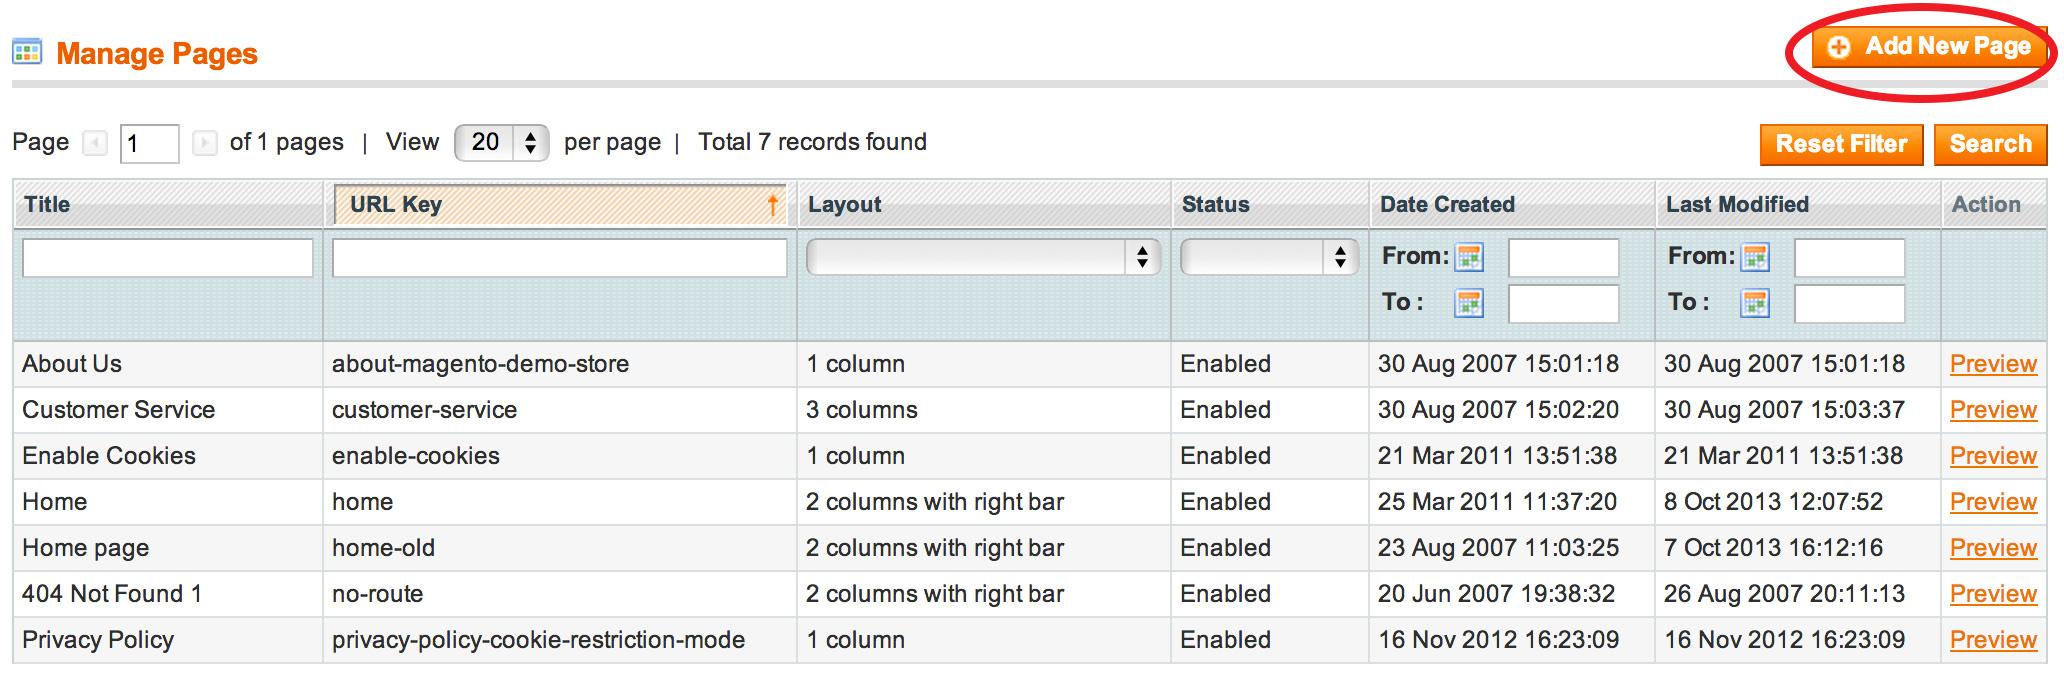 Manage Pages
Add New Page
Page 1 of 1 pages | View 20 per page | Total 7 records found
Reset Filter Search
Title URL Key Layout Status Date Created Last Modified Action
From: From:
To : To :
About Us about-magento-demo-store 1 column Enabled 30 Aug 2007 15:01:18 30 Aug 2007 15:01:18 Preview
Customer Service customer-service 3 columns Enabled 30 Aug 2007 15:02:20 30 Aug 2007 15:03:37 Preview
Enable Cookies enable-cookies 1 column Enabled 21 Mar 2011 13:51:38 21 Mar 2011 13:51:38 Preview
Home home 2 columns with right bar Enabled 25 Mar 2011 11:37:20 8 Oct 2013 12:07:52 Preview
Home page home-old 2 columns with right bar Enabled 23 Aug 2007 11:03:25 7 Oct 2013 16:12:16 Preview
404 Not Found 1 no-route 2 columns with right bar Enabled 20 Jun 2007 19:38:32 26 Aug 2007 20:11:13 Preview
Privacy Policy privacy-policy-cookie-restriction-mode 1 column Enabled 16 Nov 2012 16:23:09 16 Nov 2012 16:23:09 Preview